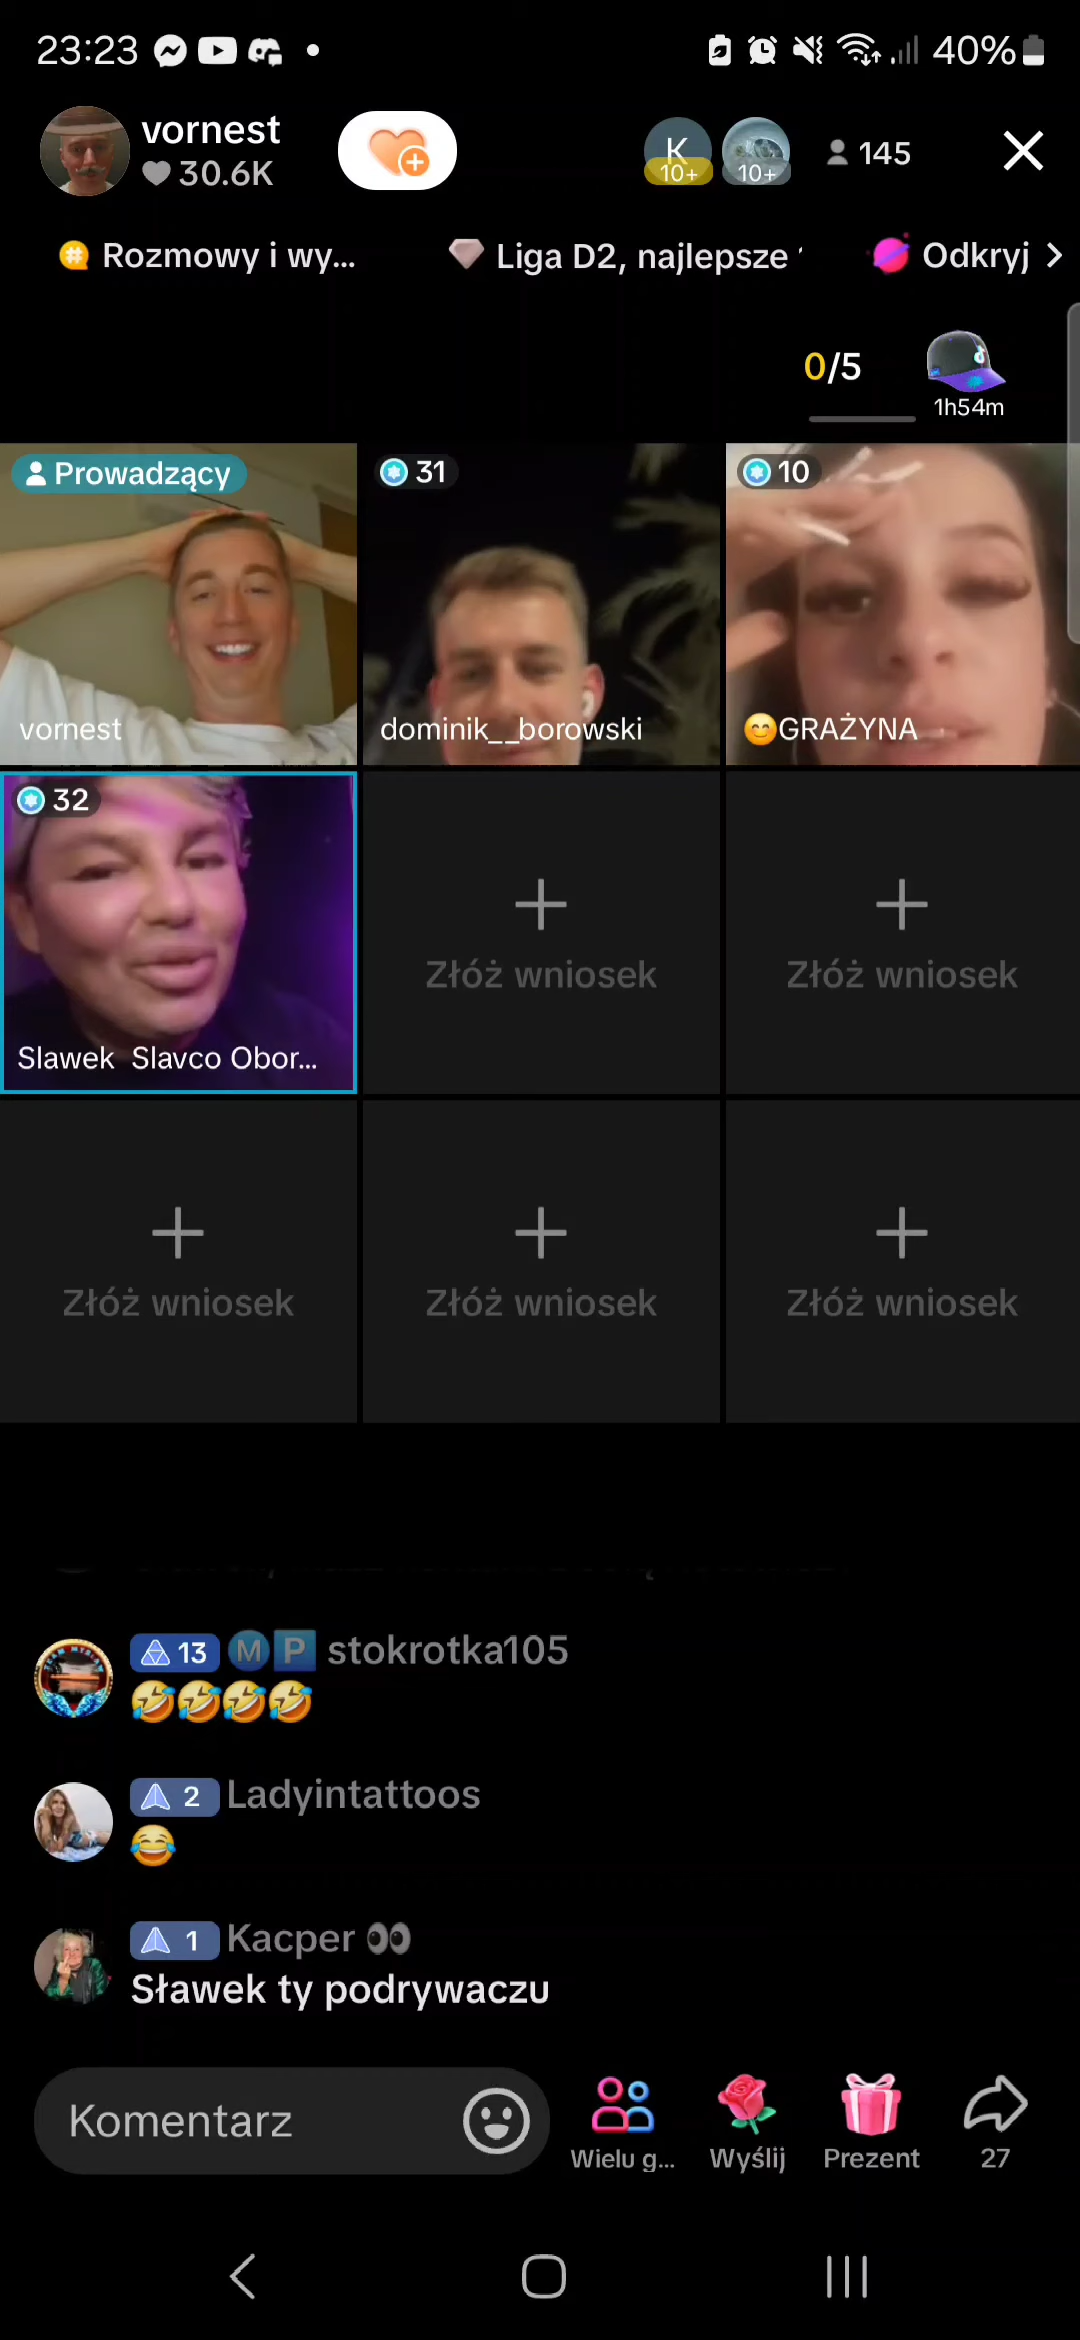 23:23
40%
vornest
30.6K
K
10+
10+
145
Rozmowy i wy...
Liga D2, najlepsze
Odkryj
0/5
1h54m
Prowadzący
31
10
vornest
dominik__borowski
😊GRAŻYNA
32
Slawek Slavco Obor...
Złóż wniosek
Złóż wniosek
Złóż wniosek
Złóż wniosek
Złóż wniosek
13 M P stokrotka105
🤣🤣🤣🤣
2 Ladyintattoos
😂
1 Kacper 👀
Sławek ty podrywaczu
Komentarz
Wielu g...
Wyślij
Prezent
27